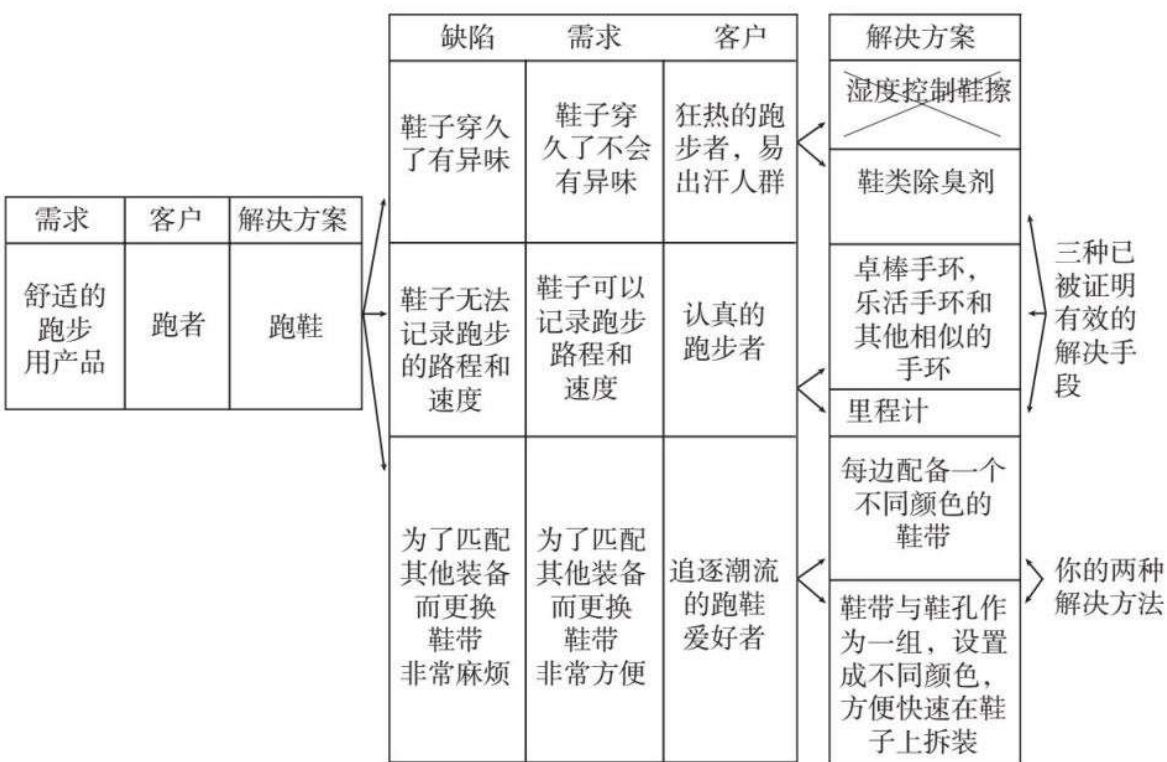 需求
客户
解决方案
舒适的
跑步
用产品
跑者
跑鞋
缺陷
需求
客户
鞋子穿久
了有异味
鞋子穿
久了不会
有异味
狂热的跑
步者，易
出汗人群
鞋子无法
记录跑步
的路程和
速度
鞋子可以
记录跑步
路程和
速度
认真的
跑步者
为了匹配
其他装备
而更换
鞋带
非常麻烦
为了匹配
其他装备
而更换
鞋带
非常方便
追逐潮流
的跑鞋
爱好者
解决方案
湿度控制鞋擦
鞋类除臭剂
卓棒手环，
乐活手环和
其他相似的
手环
里程计
每边配备一个
不同颜色的
鞋带
鞋带与鞋孔作
为一组，设置
成不同颜色，
方便快速在鞋
子上拆装
三种已
被证明
有效的
解决手
段
你的两种
解决方法